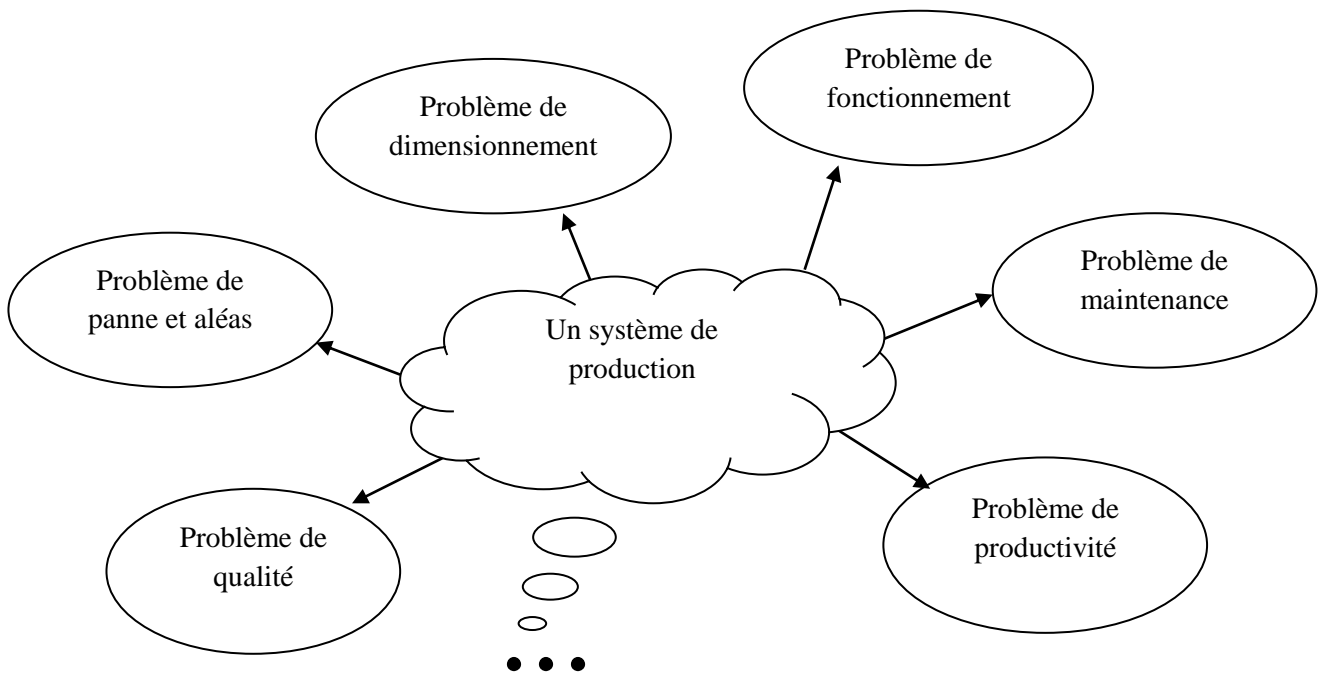 Problème de
fonctionnement
Problème de
dimensionnement
Problème de
panne et aléas
Problème de
maintenance
Un système de
production
Problème de
qualité
Problème de
productivité